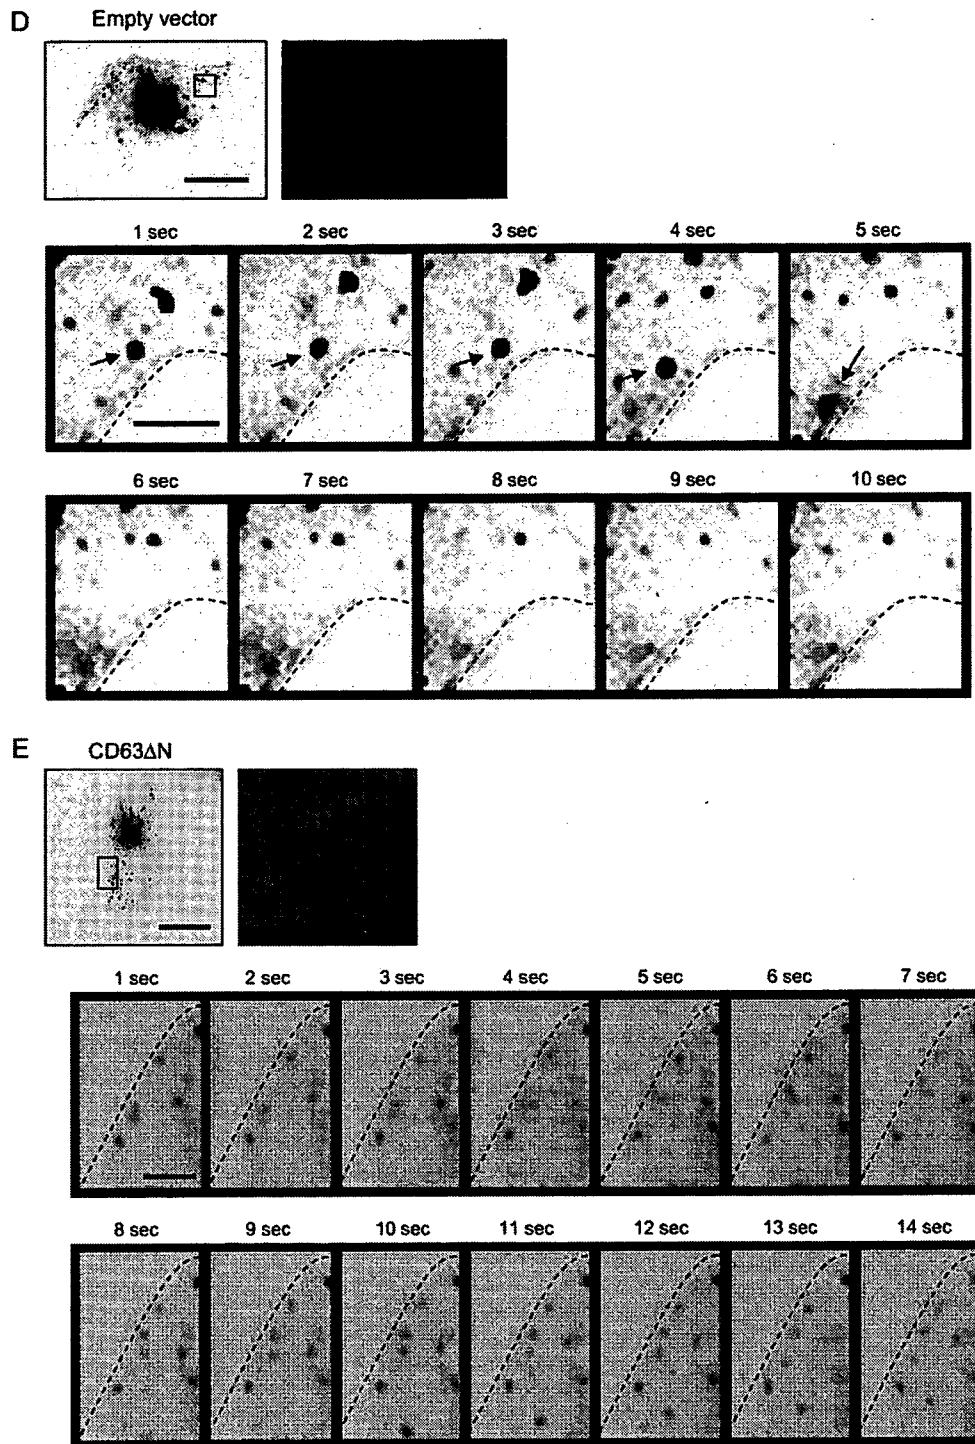 D
Empty vector
1 sec 2 sec 3 sec 4 sec 5 sec
6 sec 7 sec 8 sec 9 sec 10 sec
E
CD63ΔN
1 sec 2 sec 3 sec 4 sec 5 sec 6 sec 7 sec
8 sec 9 sec 10 sec 11 sec 12 sec 13 sec 14 sec